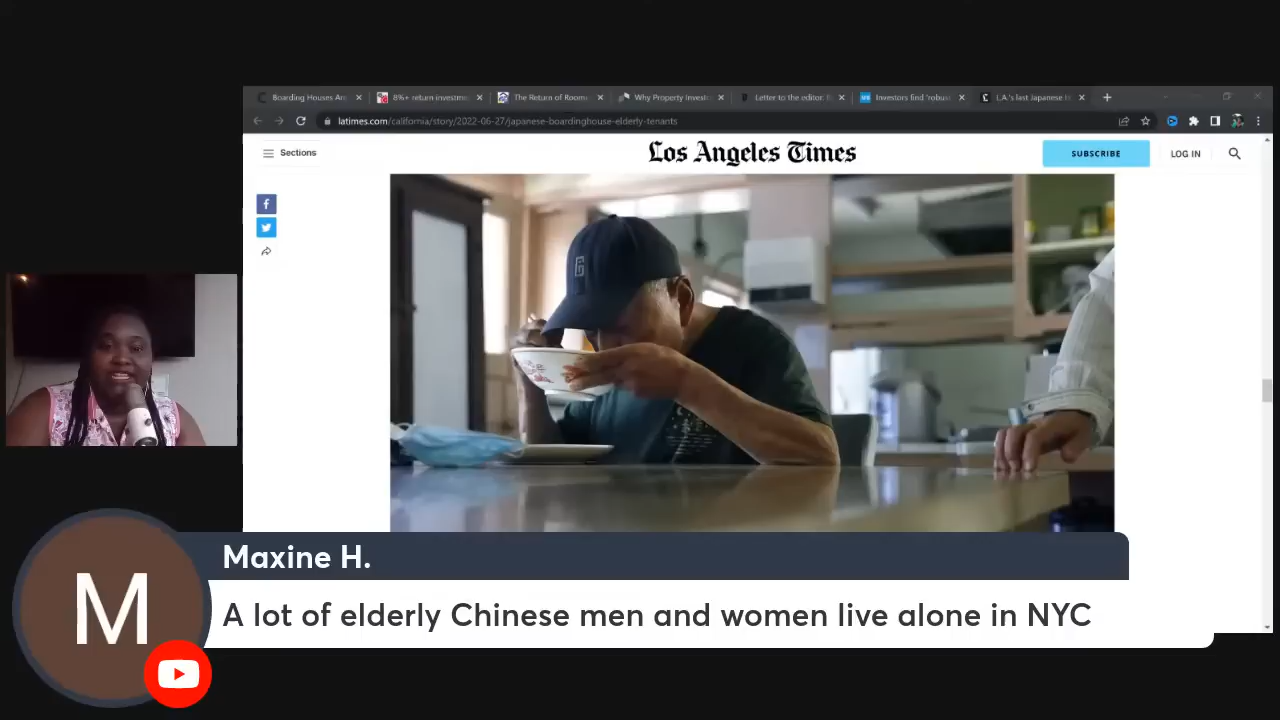 Boarding Houses An
8%+ return investme
The Return of Room
Why Property Invest
Letter to the editor:
Investors find 'robus
L.A.'s last Japanese
latimes.com/california/story/2022-06-27/japanese-boardinghouse-elderly-tenants
Sections
Los Angeles Times
SUBSCRIBE
LOG IN
M
Maxine H.
A lot of elderly Chinese men and women live alone in NYC